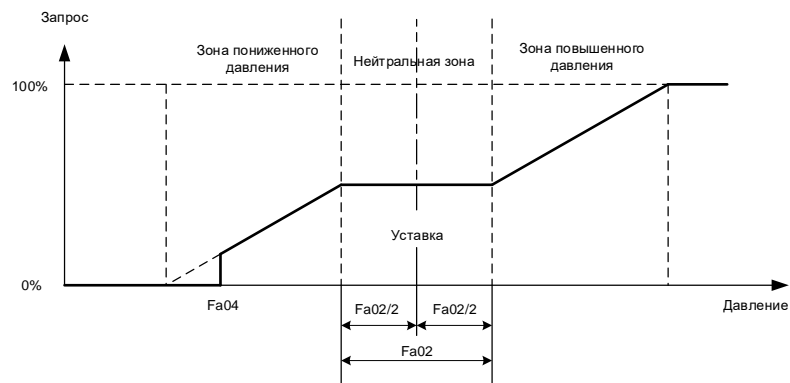 Запрос
Зона пониженного
давления
Нейтральная зона
Зона повышенного
давления
100%
Уставка
0%
Fa04
Fa02/2
Fa02/2
Давление
Fa02